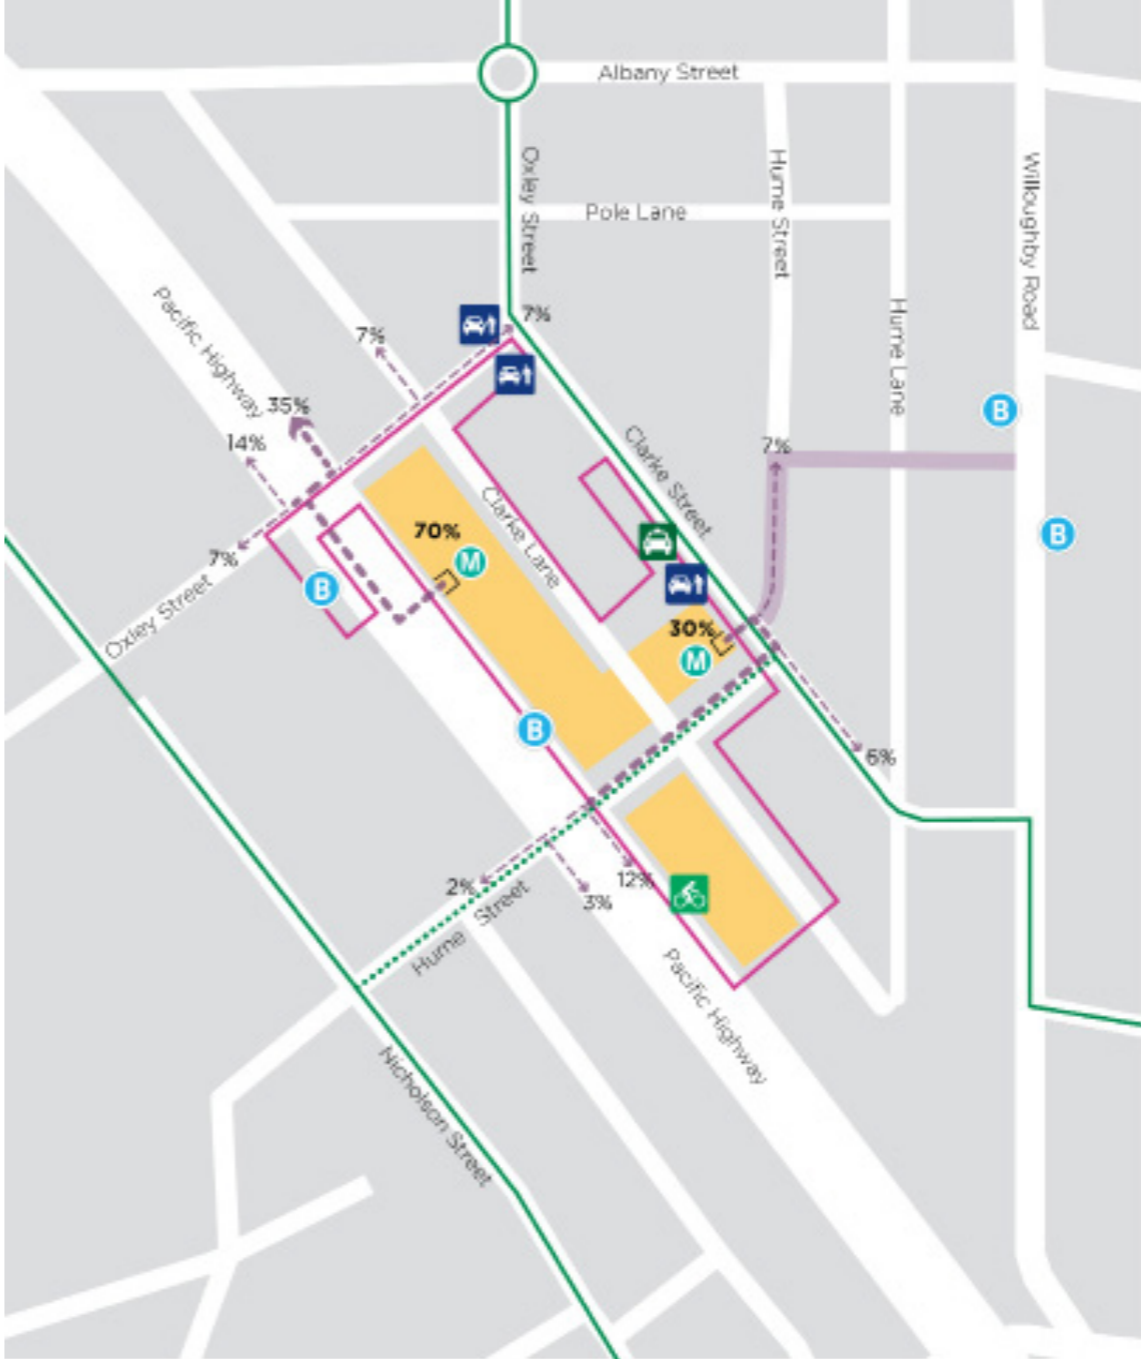 Albany Street
Oxley Street
Hume Street
Willoughby Road
Pole Lane
Pacific Highway
Hume Lane
7%
7%
35%
14%
B
Clarke Street
7%
Clarke Lane
70%
M
B
7%
B
Oxley Street
30%
M
B
6%
2%
12%
3%
Hume Street
Pacific Highway
Nicholson Street